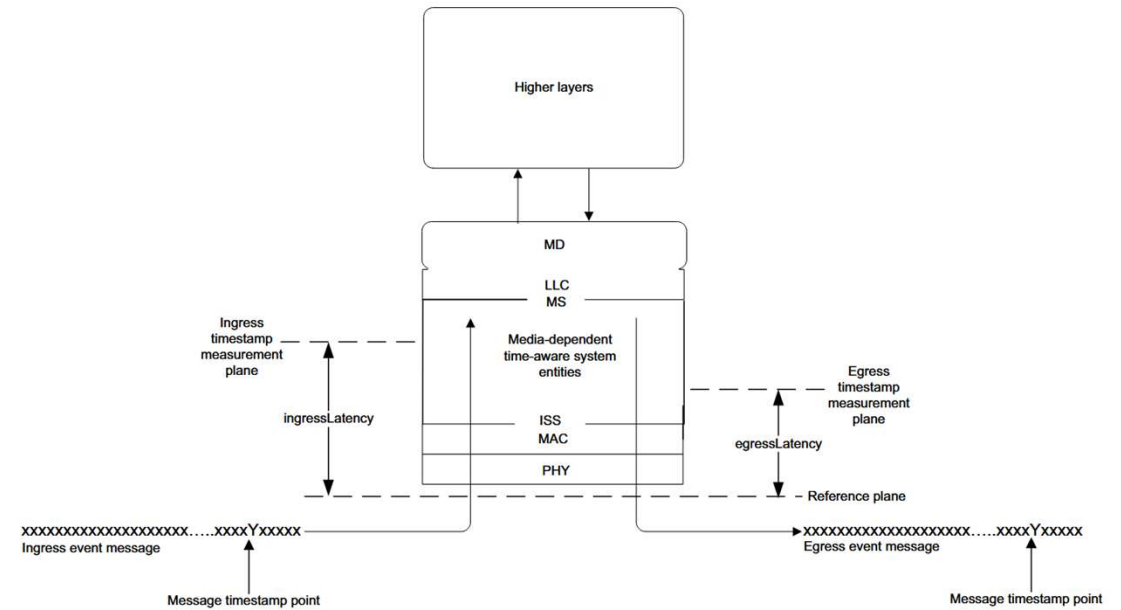 Higher layers
MD
LLC
MS
Ingress
timestamp
measurement
plane
Media-dependent
time-aware system
entities
Egress
timestamp
measurement
plane
ingressLatency
ISS
MAC
egressLatency
PHY
Reference plane
xxxxxxxxxxxxxxxxxxxx…..xxxxYxxxxx
Ingress event message
xxxxxxxxxxxxxxxxxxxx…..xxxxYxxxxx
Egress event message
Message timestamp point
Message timestamp point